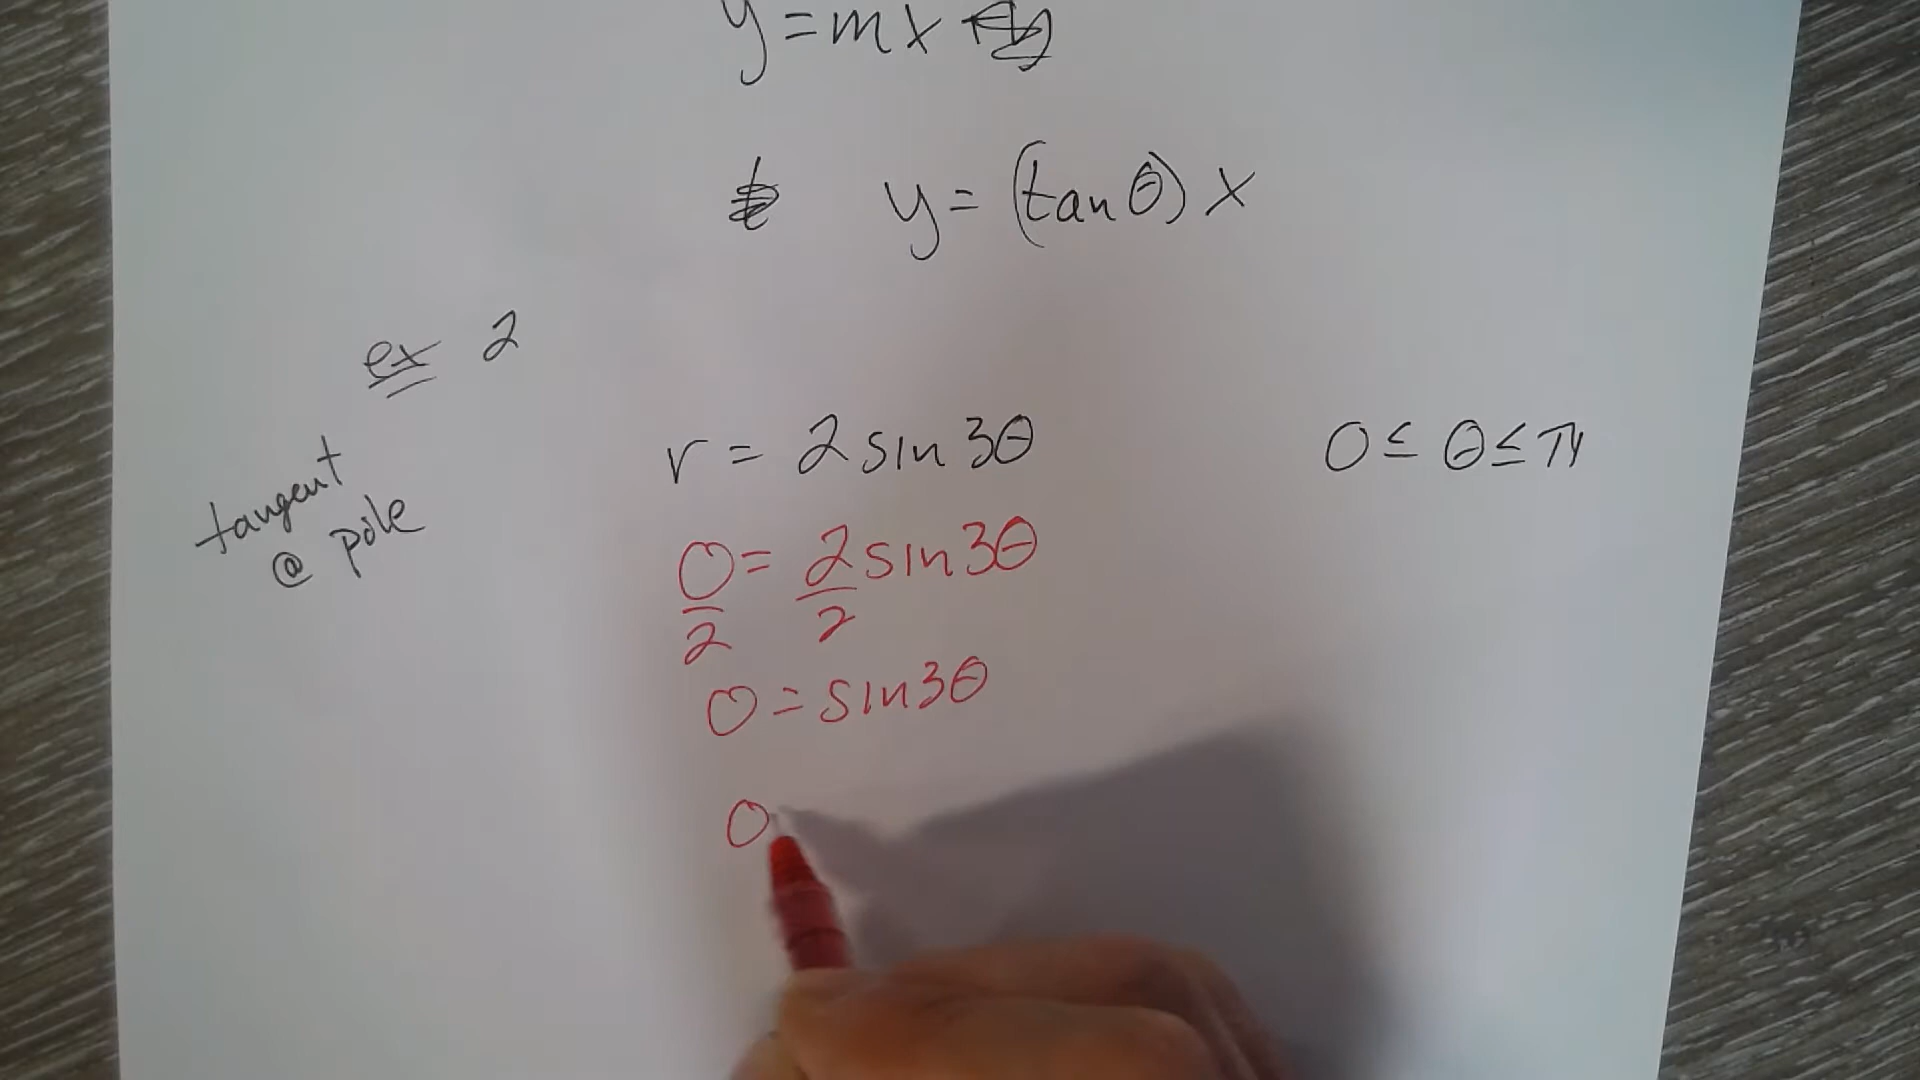 y = mx
y = (tan θ) x
ex 2
tangent
@ pole
r = 2 sin 3θ
0 ≤ θ ≤ π
0/2 = 2/2 sin 3θ
0 = sin 3θ
0